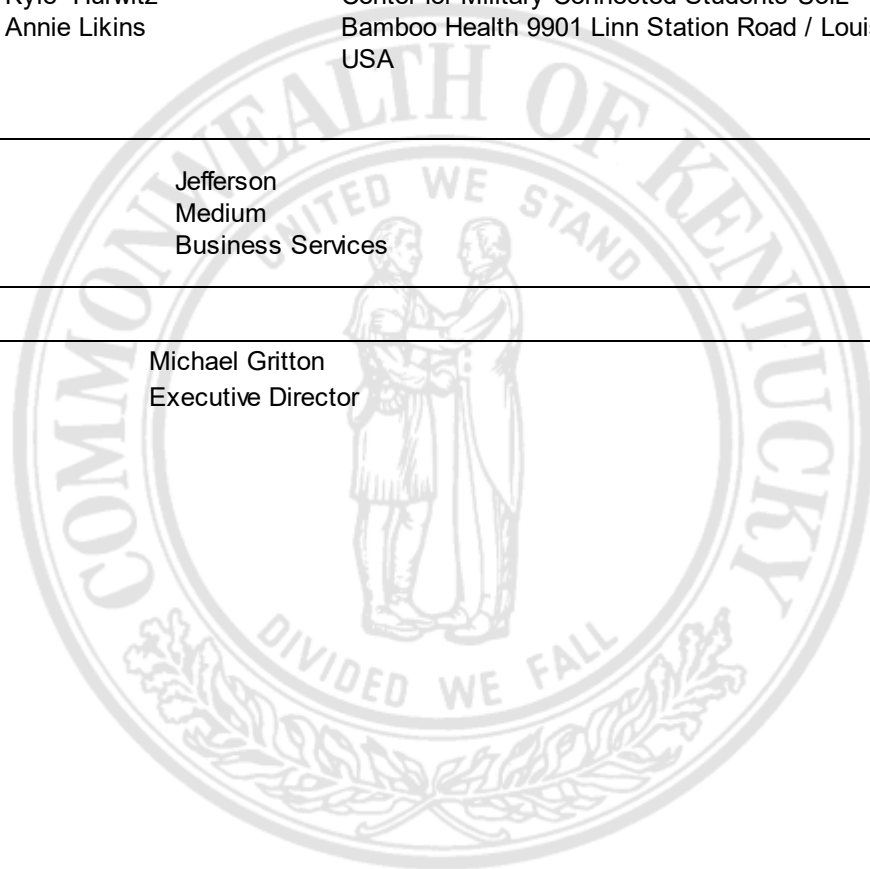 Annie Likins Bamboo Health 9901 Linn Station Road / Louis
USA
Jefferson
Medium
Business Services
Michael Gritton
Executive Director
COMMONWEALTH OF KENTUCKY
UNITED WE STAND
DIVIDED WE FALL